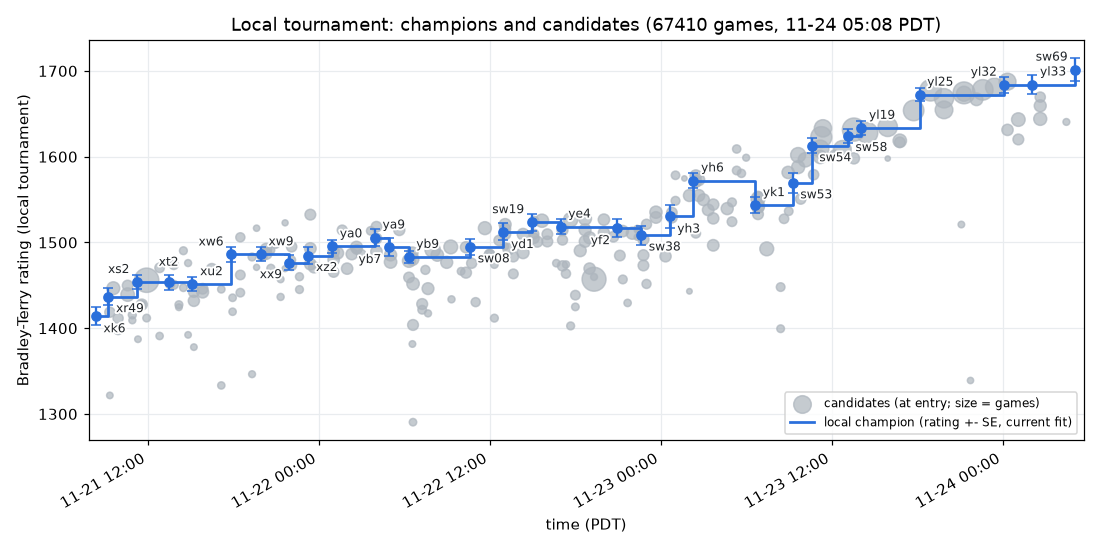 Local tournament: champions and candidates (67410 games, 11-24 05:08 PDT)
Bradley-Terry rating (local tournament)
1700
1600
1500
1400
1300
xk6
xr49
xs2
xt2
xu2
xw6
xw9
xx9
xz2
ya0
yb7
ya9
yb9
sw08
sw19
yd1
ye4
yf2
sw38
yh3
yh6
yk1
sw53
sw54
sw58
yl19
yl25
yl32
yl33
sw69
candidates (at entry; size = games)
local champion (rating +- SE, current fit)
11-21 12:00
11-22 00:00
11-22 12:00
11-23 00:00
11-23 12:00
11-24 00:00
time (PDT)